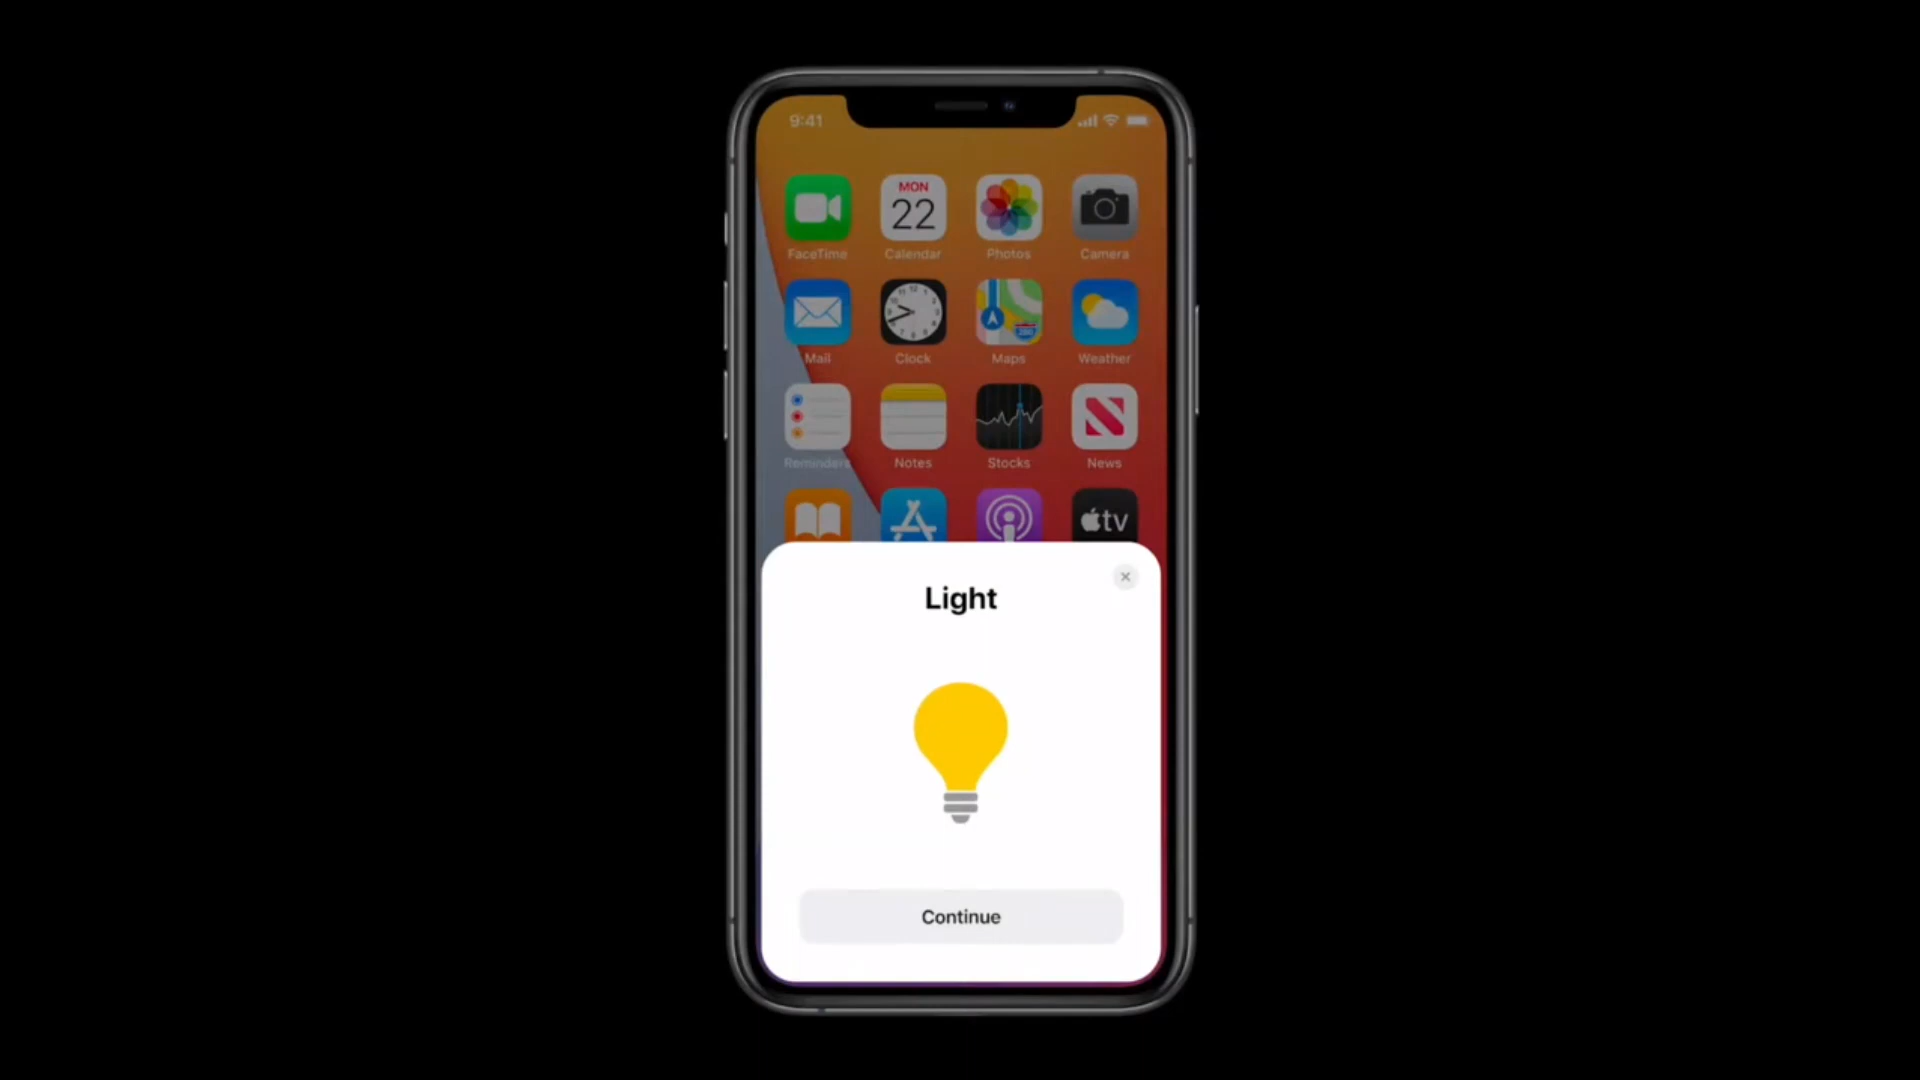 9:41
MON
22
FaceTime Calendar Photos Camera
Mail Clock Maps Weather
Reminders Notes Stocks News
tv
Light
Continue